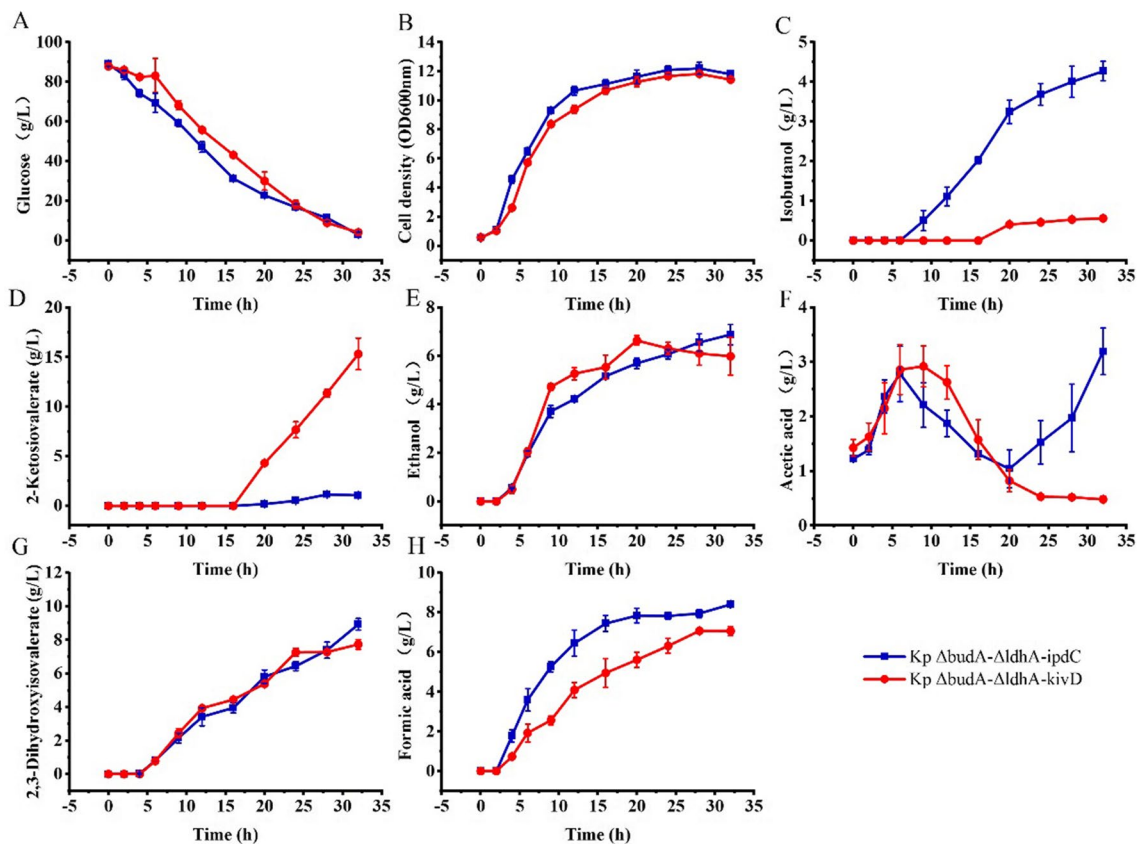 A
Glucose (g/L)
100
80
60
40
20
0
-5 0 5 10 15 20 25 30 35
Time (h)
B
Cell density (OD600nm)
14
12
10
8
6
4
2
0
-5 0 5 10 15 20 25 30 35
Time (h)
C
Isobutanol (g/L)
5
4
3
2
1
0
-5 0 5 10 15 20 25 30 35
Time (h)
D
2-Ketosiovalerate (g/L)
20
15
10
5
0
-5 0 5 10 15 20 25 30 35
Time (h)
E
Ethanol (g/L)
8
6
4
2
0
-5 0 5 10 15 20 25 30 35
Time (h)
F
Acetic acid (g/L)
4
3
2
1
0
-5 0 5 10 15 20 25 30 35
Time (h)
G
2,3-Dihydroxyisovalerate (g/L)
12
10
8
6
4
2
0
-5 0 5 10 15 20 25 30 35
Time (h)
H
Formic acid (g/L)
10
8
6
4
2
0
-5 0 5 10 15 20 25 30 35
Time (h)
Kp ΔbudA-ΔldhA-ipdC
Kp ΔbudA-ΔldhA-kivD